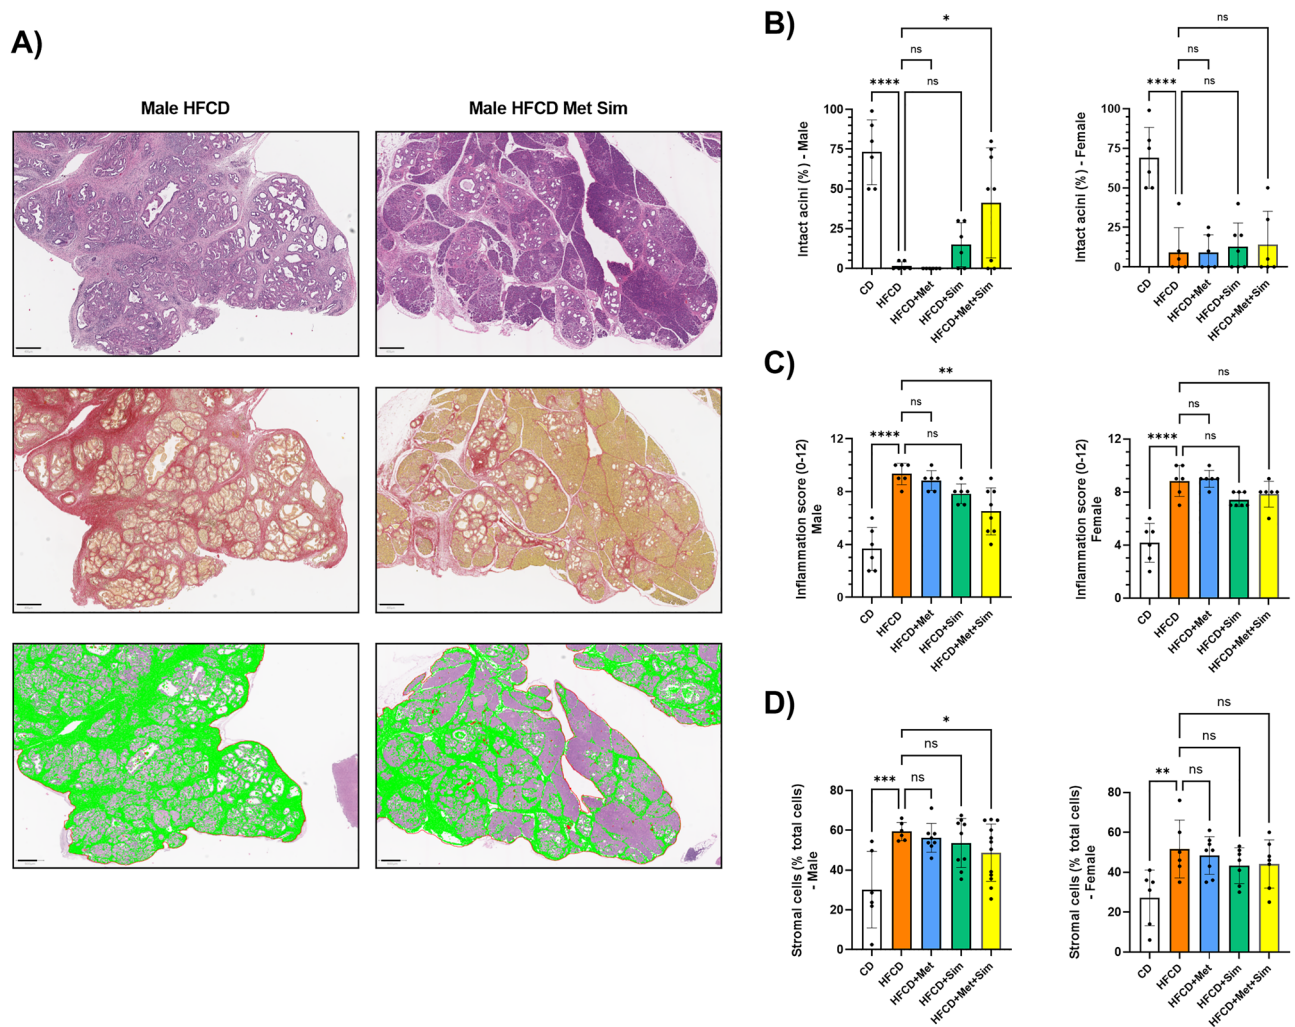 A)
Male HFCD
Male HFCD Met Sim
B)
Intact acini (%) - Male
100
75
50
25
0
****
ns
ns
*
CD
HFCD
HFCD+Met
HFCD+Sim
HFCD+Met+Sim
Intact acini (%) - Female
100
75
50
25
0
****
ns
ns
ns
CD
HFCD
HFCD+Met
HFCD+Sim
HFCD+Met+Sim
C)
Inflammation score (0-12)
Male
12
8
4
0
****
ns
ns
**
CD
HFCD
HFCD+Met
HFCD+Sim
HFCD+Met+Sim
Inflammation score (0-12)
Female
12
8
4
0
****
ns
ns
ns
CD
HFCD
HFCD+Met
HFCD+Sim
HFCD+Met+Sim
D)
Stromal cells (% total cells)
- Male
80
60
40
20
0
***
ns
ns
*
CD
HFCD
HFCD+Met
HFCD+Sim
HFCD+Met+Sim
Stromal cells (% total cells)
- Female
80
60
40
20
0
**
ns
ns
ns
CD
HFCD
HFCD+Met
HFCD+Sim
HFCD+Met+Sim